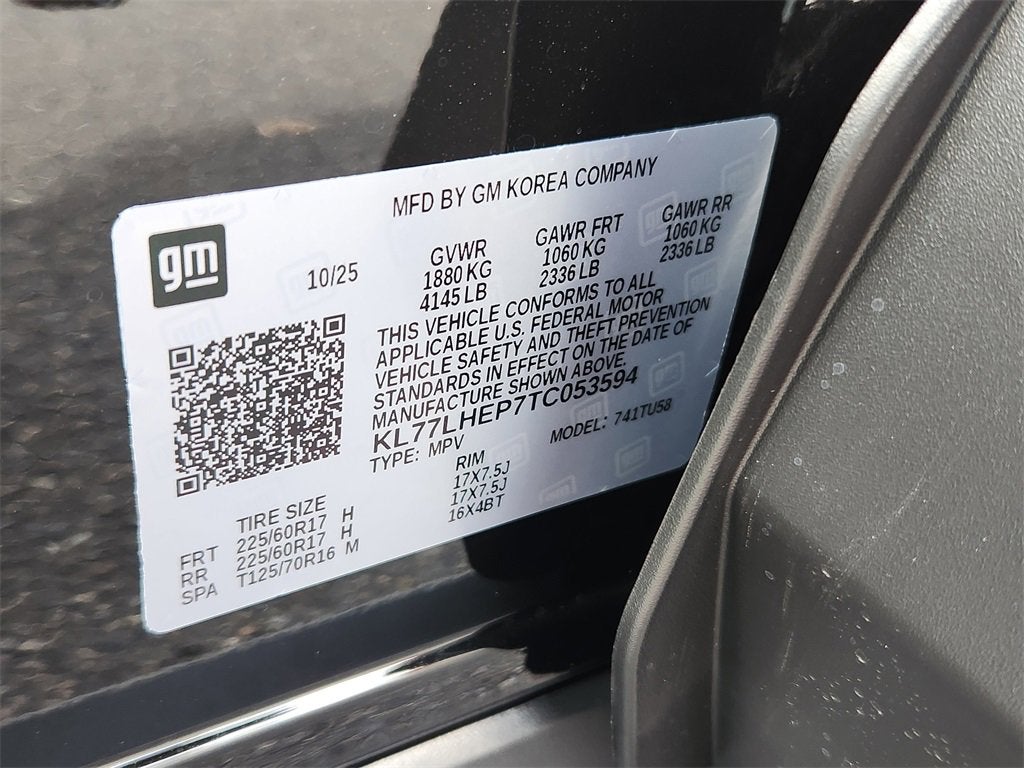 MFD BY GM KOREA COMPANY
gm
10/25
GVWR
1880 KG
4145 LB
GAWR FRT
1060 KG
2336 LB
GAWR RR
1060 KG
2336 LB
THIS VEHICLE CONFORMS TO ALL
APPLICABLE U.S. FEDERAL MOTOR
VEHICLE SAFETY AND THEFT PREVENTION
STANDARDS IN EFFECT ON THE DATE OF
MANUFACTURE SHOWN ABOVE.
KL77LHEP7TC053594
TYPE: MPV
MODEL: 741TU58
TIRE SIZE
RIM
FRT 225/60R17 H 17X7.5J
RR 225/60R17 H 17X7.5J
SPA T125/70R16 M 16X4BT